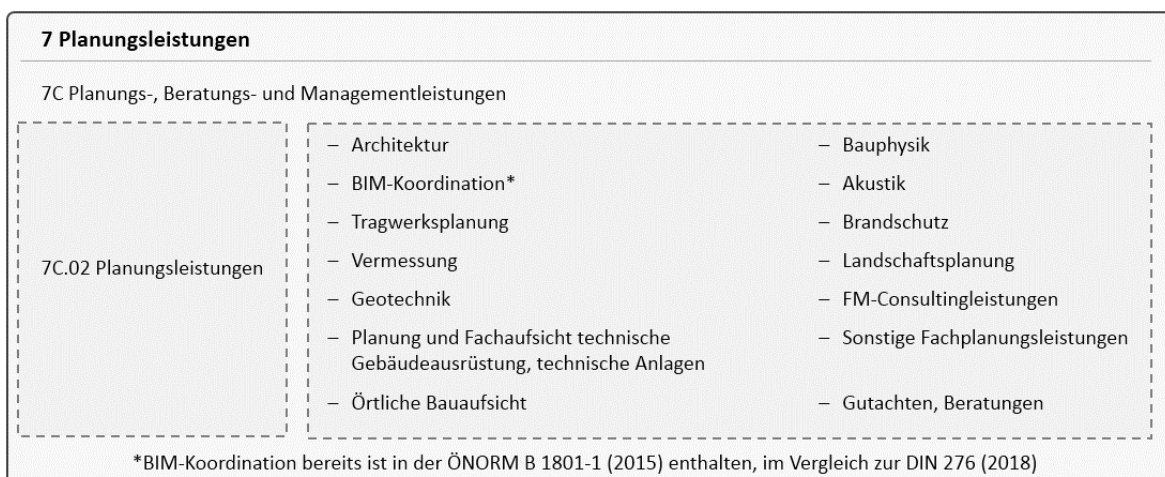 7 Planungsleistungen
7C Planungs-, Beratungs- und Managementleistungen
7C.02 Planungsleistungen
– Architektur
– BIM-Koordination*
– Tragwerksplanung
– Vermessung
– Geotechnik
– Planung und Fachaufsicht technische
Gebäudeausrüstung, technische Anlagen
– Örtliche Bauaufsicht
– Bauphysik
– Akustik
– Brandschutz
– Landschaftsplanung
– FM-Consultingleistungen
– Sonstige Fachplanungsleistungen
– Gutachten, Beratungen
*BIM-Koordination bereits ist in der ÖNORM B 1801-1 (2015) enthalten, im Vergleich zur DIN 276 (2018)